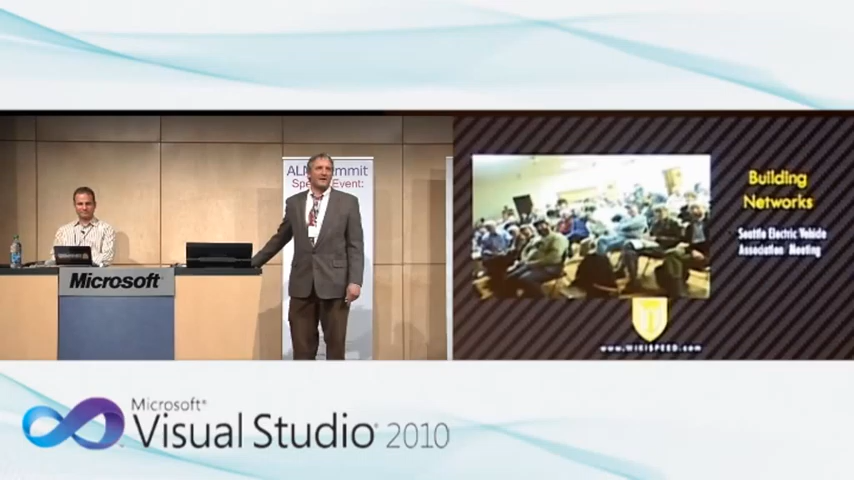 ALM Summit
Special Event:
Microsoft
Building
Networks
Seattle Electric Vehicle
Association Meeting
www.WIKISPEED.com
Microsoft®
Visual Studio® 2010